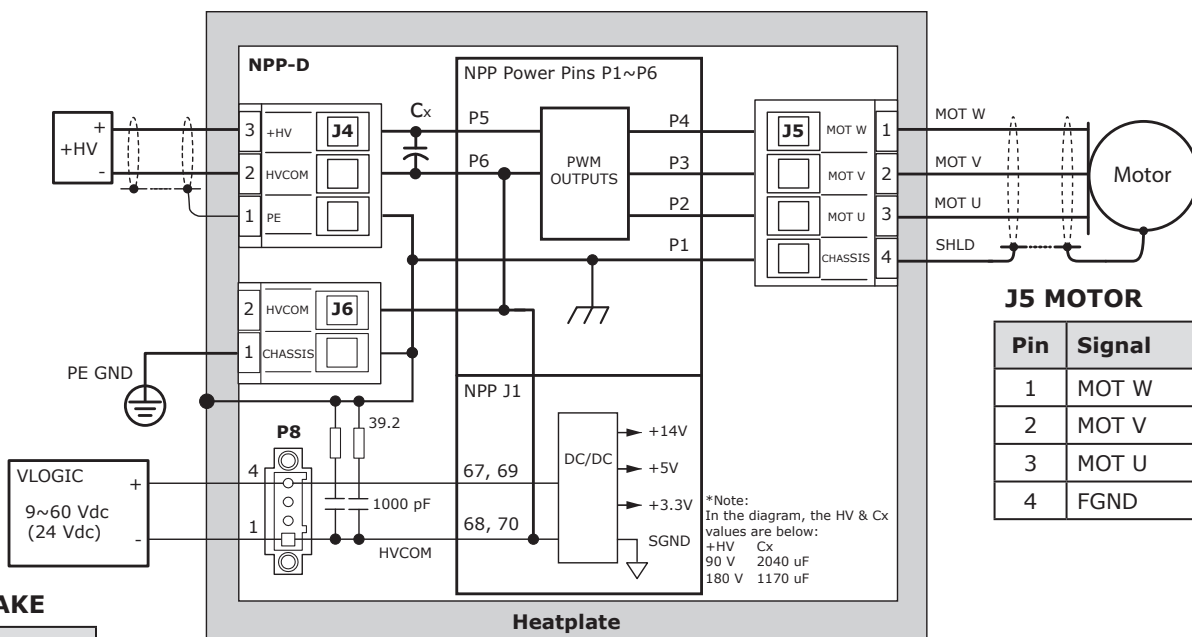 NPP-D
NPP Power Pins P1~P6
+HV
+
-
3 +HV J4
2 HVCOM
1 PE
Cx
P5
P6
PWM
OUTPUTS
P4
P3
P2
P1
J5 MOT W 1
MOT V 2
MOT U 3
CHASSIS 4
MOT W
MOT V
MOT U
SHLD
Motor
2 HVCOM J6
1 CHASSIS
PE GND
39.2
1000 pF
P8
4
1
VLOGIC
9~60 Vdc
(24 Vdc)
+
-
HVCOM
NPP J1
67, 69
68, 70
DC/DC
+14V
+5V
+3.3V
SGND
*Note:
In the diagram, the HV & Cx
values are below:
+HV Cx
90 V 2040 uF
180 V 1170 uF
Heatplate
J5 MOTOR
Pin Signal
1 MOT W
2 MOT V
3 MOT U
4 FGND
AKE